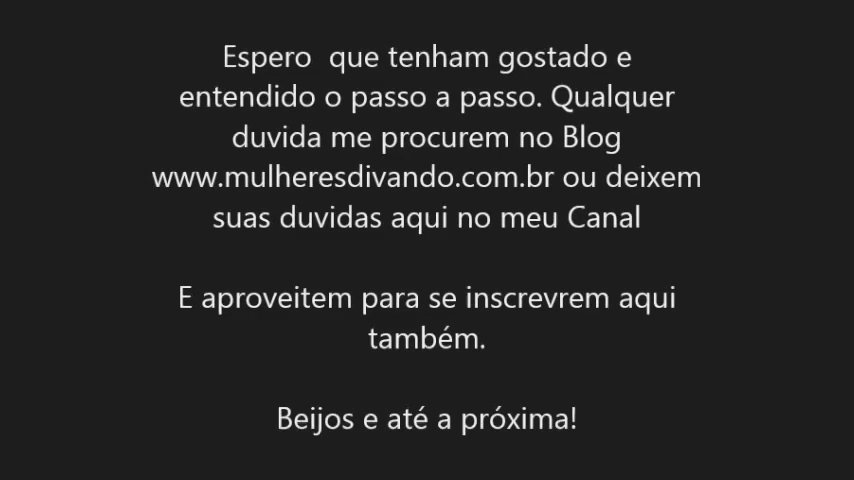 Espero  que tenham gostado e
entendido o passo a passo. Qualquer
duvida me procurem no Blog
www.mulheresdivando.com.br ou deixem
suas duvidas aqui no meu Canal
E aproveitem para se inscrevrem aqui
também.
Beijos e até a próxima!